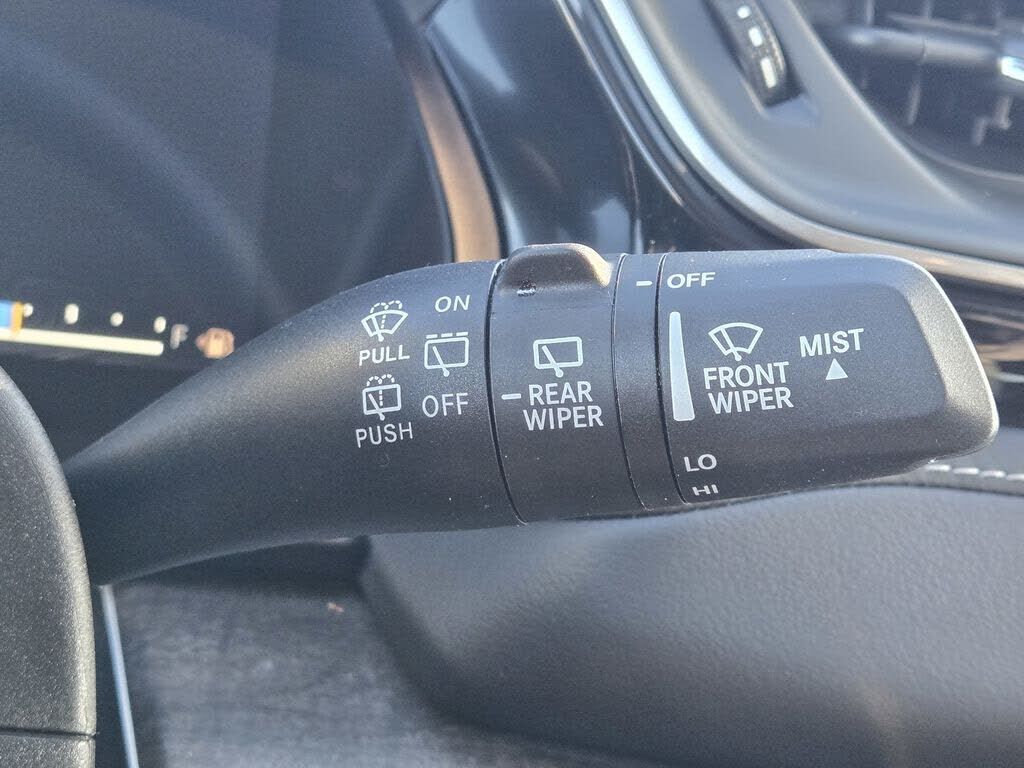 F
ON
PULL
OFF
PUSH
REAR
WIPER
OFF
FRONT
WIPER
MIST
LO
HI